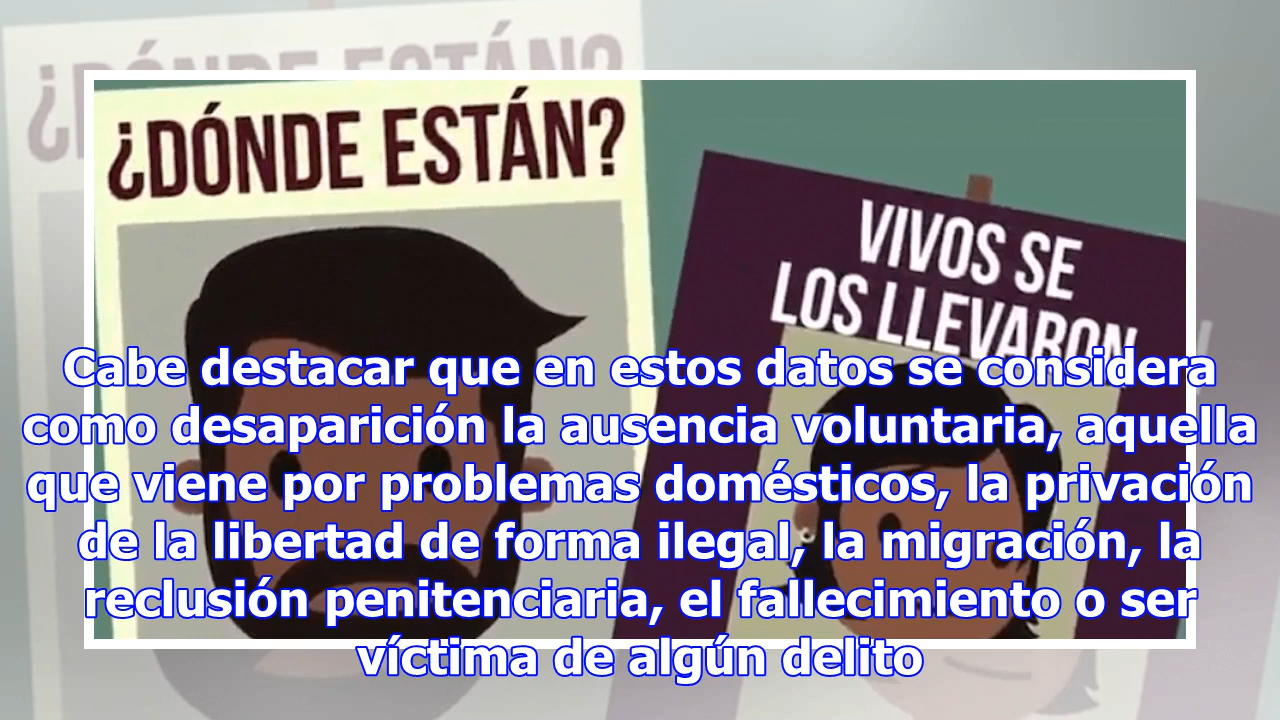 ¿DÓNDE ESTÁN?
¿DÓNDE ESTÁN?
VIVOS SE
LOS LLEVARON
Cabe destacar que en estos datos se considera
como desaparición la ausencia voluntaria, aquella
que viene por problemas domésticos, la privación
de la libertad de forma ilegal, la migración, la
reclusión penitenciaria, el fallecimiento o ser
víctima de algún delito